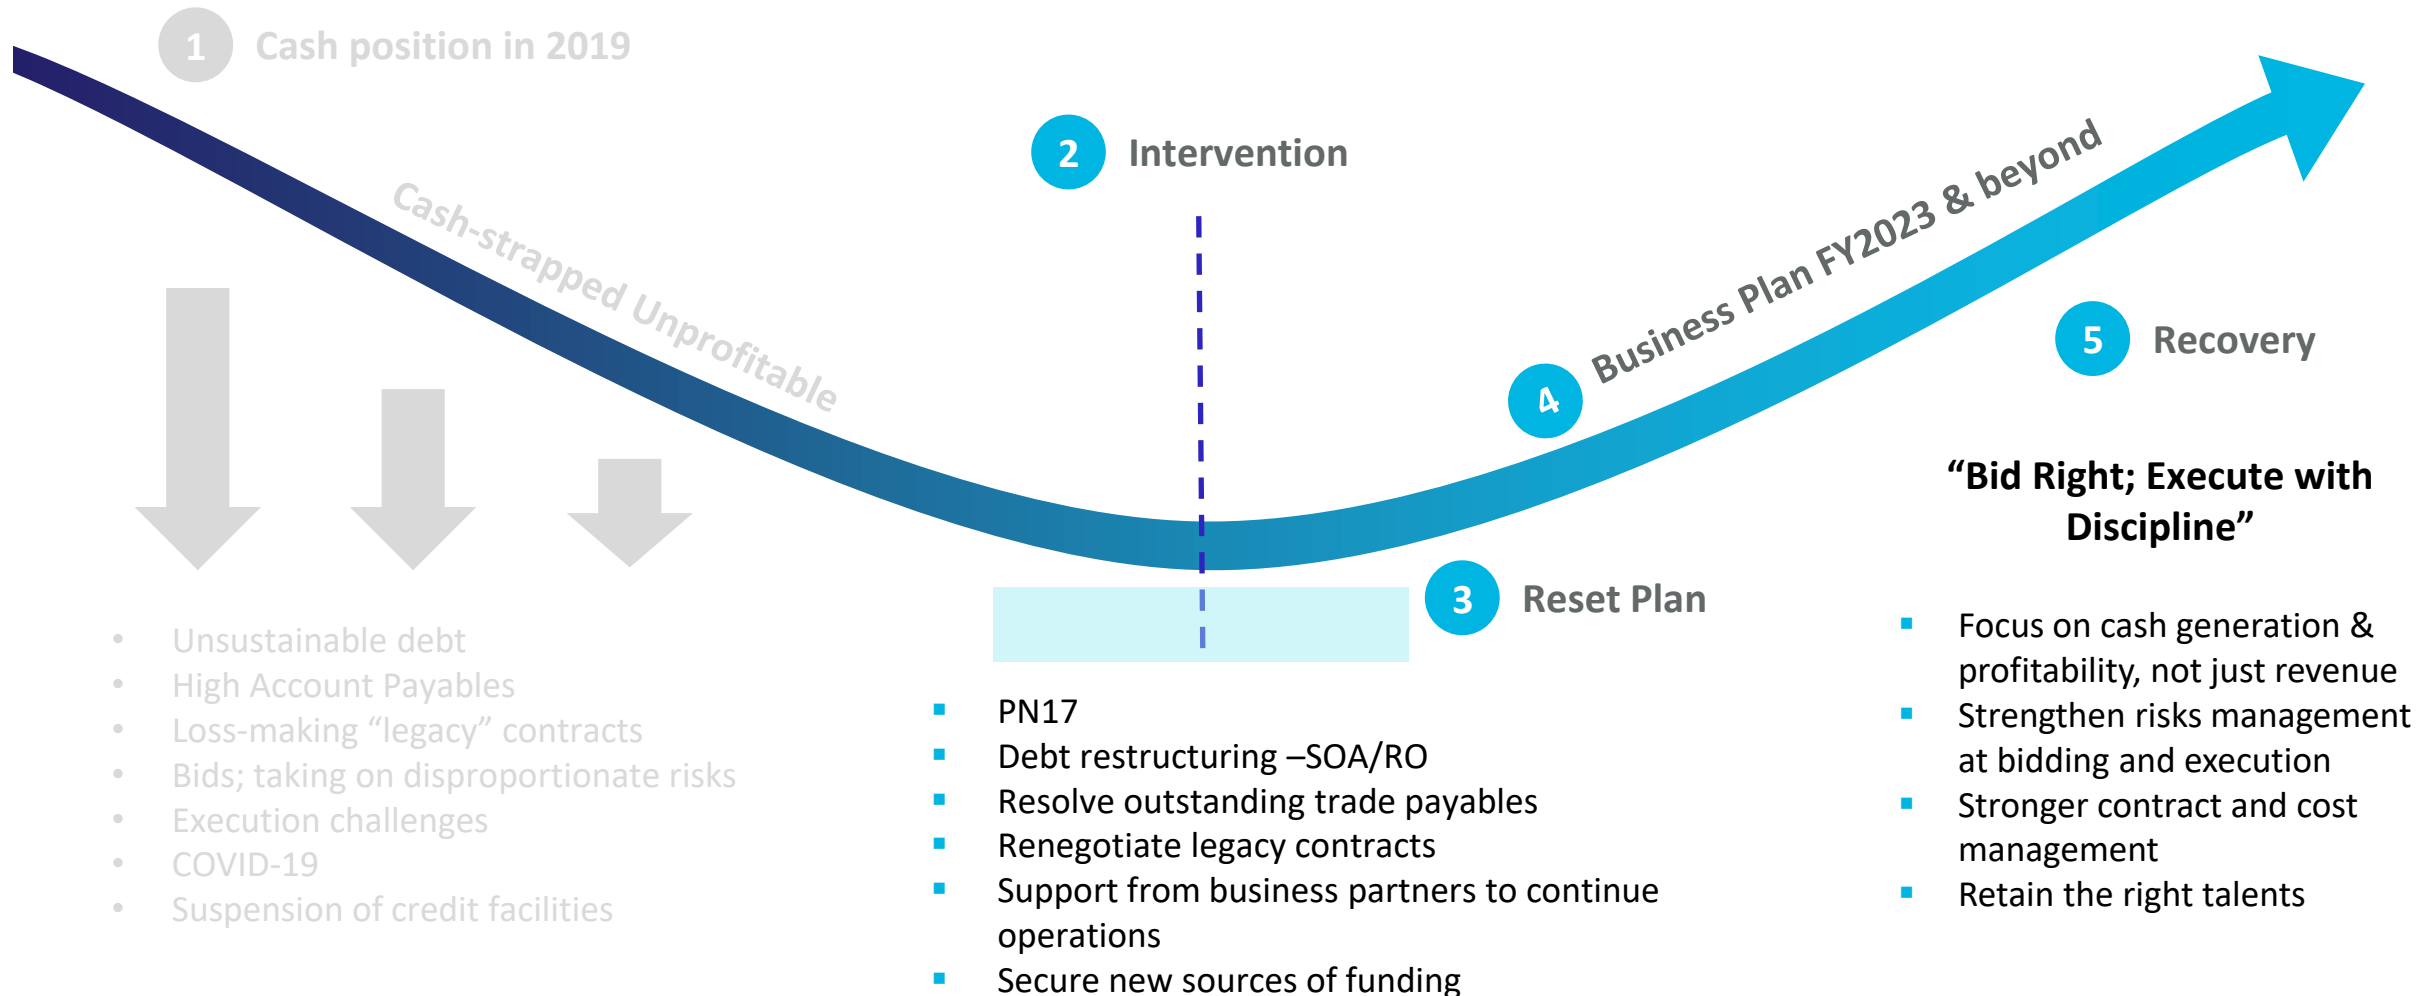 1 Cash position in 2019
Cash-strapped Unprofitable
• Unsustainable debt
• High Account Payables
• Loss-making “legacy” contracts
• Bids; taking on disproportionate risks
• Execution challenges
• COVID-19
• Suspension of credit facilities
2 Intervention
3 Reset Plan
▪ PN17
▪ Debt restructuring –SOA/RO
▪ Resolve outstanding trade payables
▪ Renegotiate legacy contracts
▪ Support from business partners to continue
operations
▪ Secure new sources of funding
4 Business Plan FY2023 & beyond
5 Recovery
“Bid Right; Execute with
Discipline”
▪ Focus on cash generation &
profitability, not just revenue
▪ Strengthen risks management
at bidding and execution
▪ Stronger contract and cost
management
▪ Retain the right talents